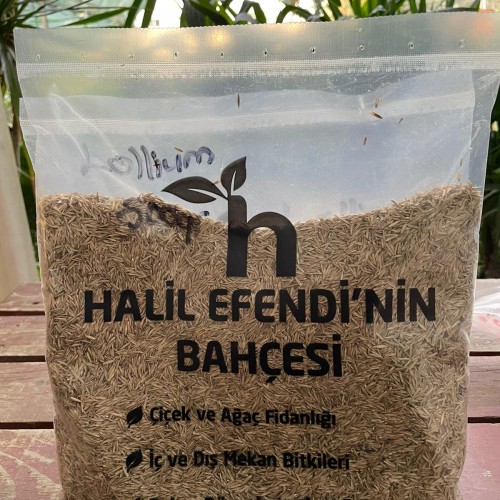 Lollium
h
HALİL EFENDİ'NİN
BAHÇESİ
Çiçek ve Ağaç Fidanlığı
İç ve Dış Mekan Bitkileri